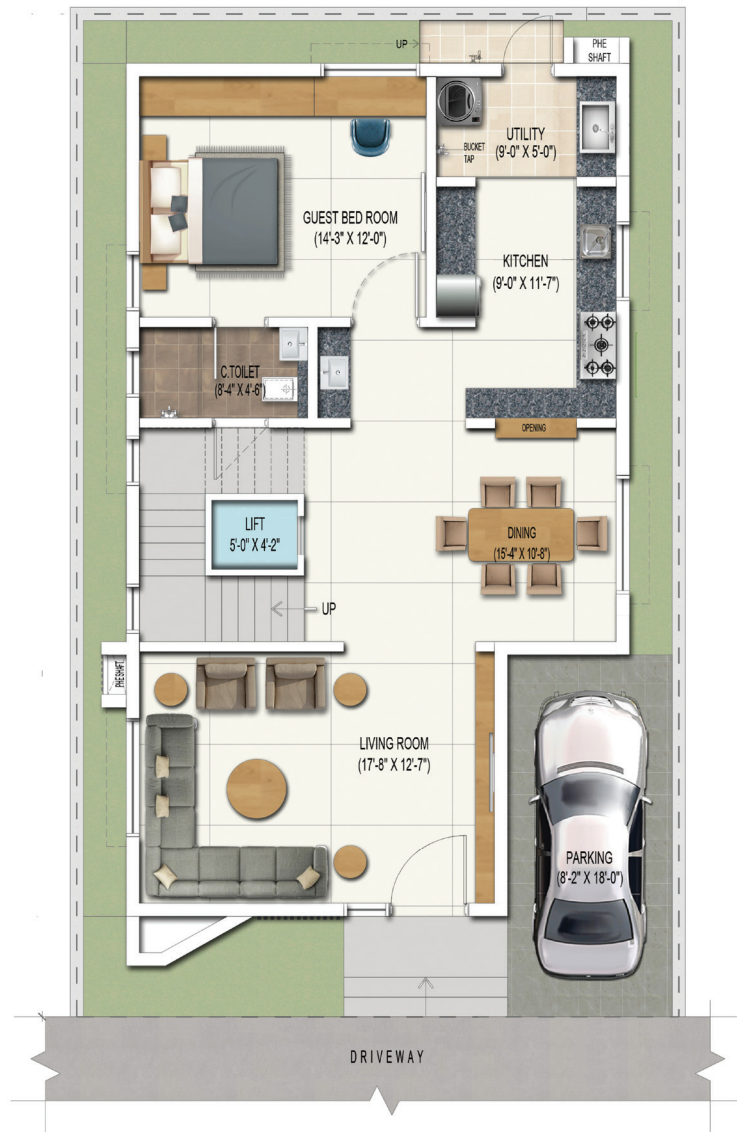 UP
PHE
SHAFT
UTILITY
(9'-0" X 5'-0")
BUCKET
TAP
GUEST BED ROOM
(14'-3" X 12'-0")
KITCHEN
(9'-0" X 11'-7")
C.TOILET
(8'-4" X 4'-6")
OPENING
LIFT
5'-0" X 4'-2"
DINING
(15'-4" X 10'-8")
UP
PHE SHAFT
LIVING ROOM
(17'-8" X 12'-7")
PARKING
(8'-2" X 18'-0")
DRIVEWAY